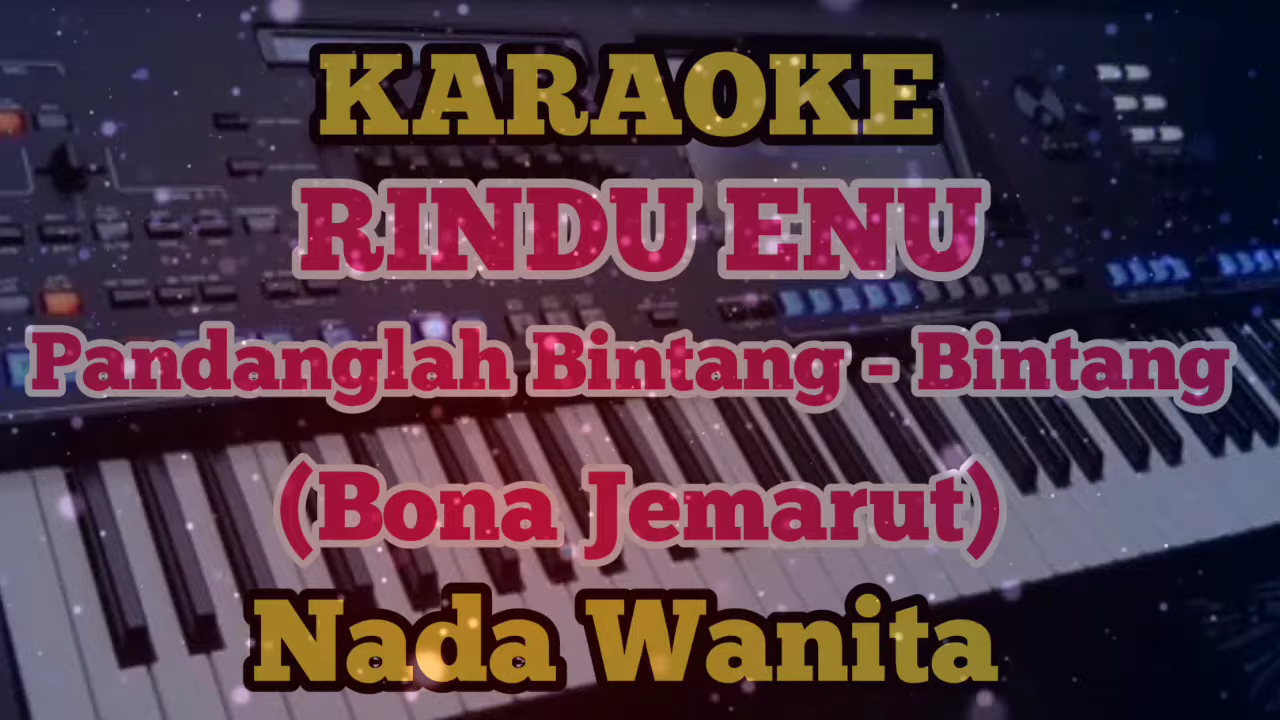 KARAOKE
RINDU ENU
Pandanglah Bintang - Bintang
(Bona Jemarut)
Nada Wanita